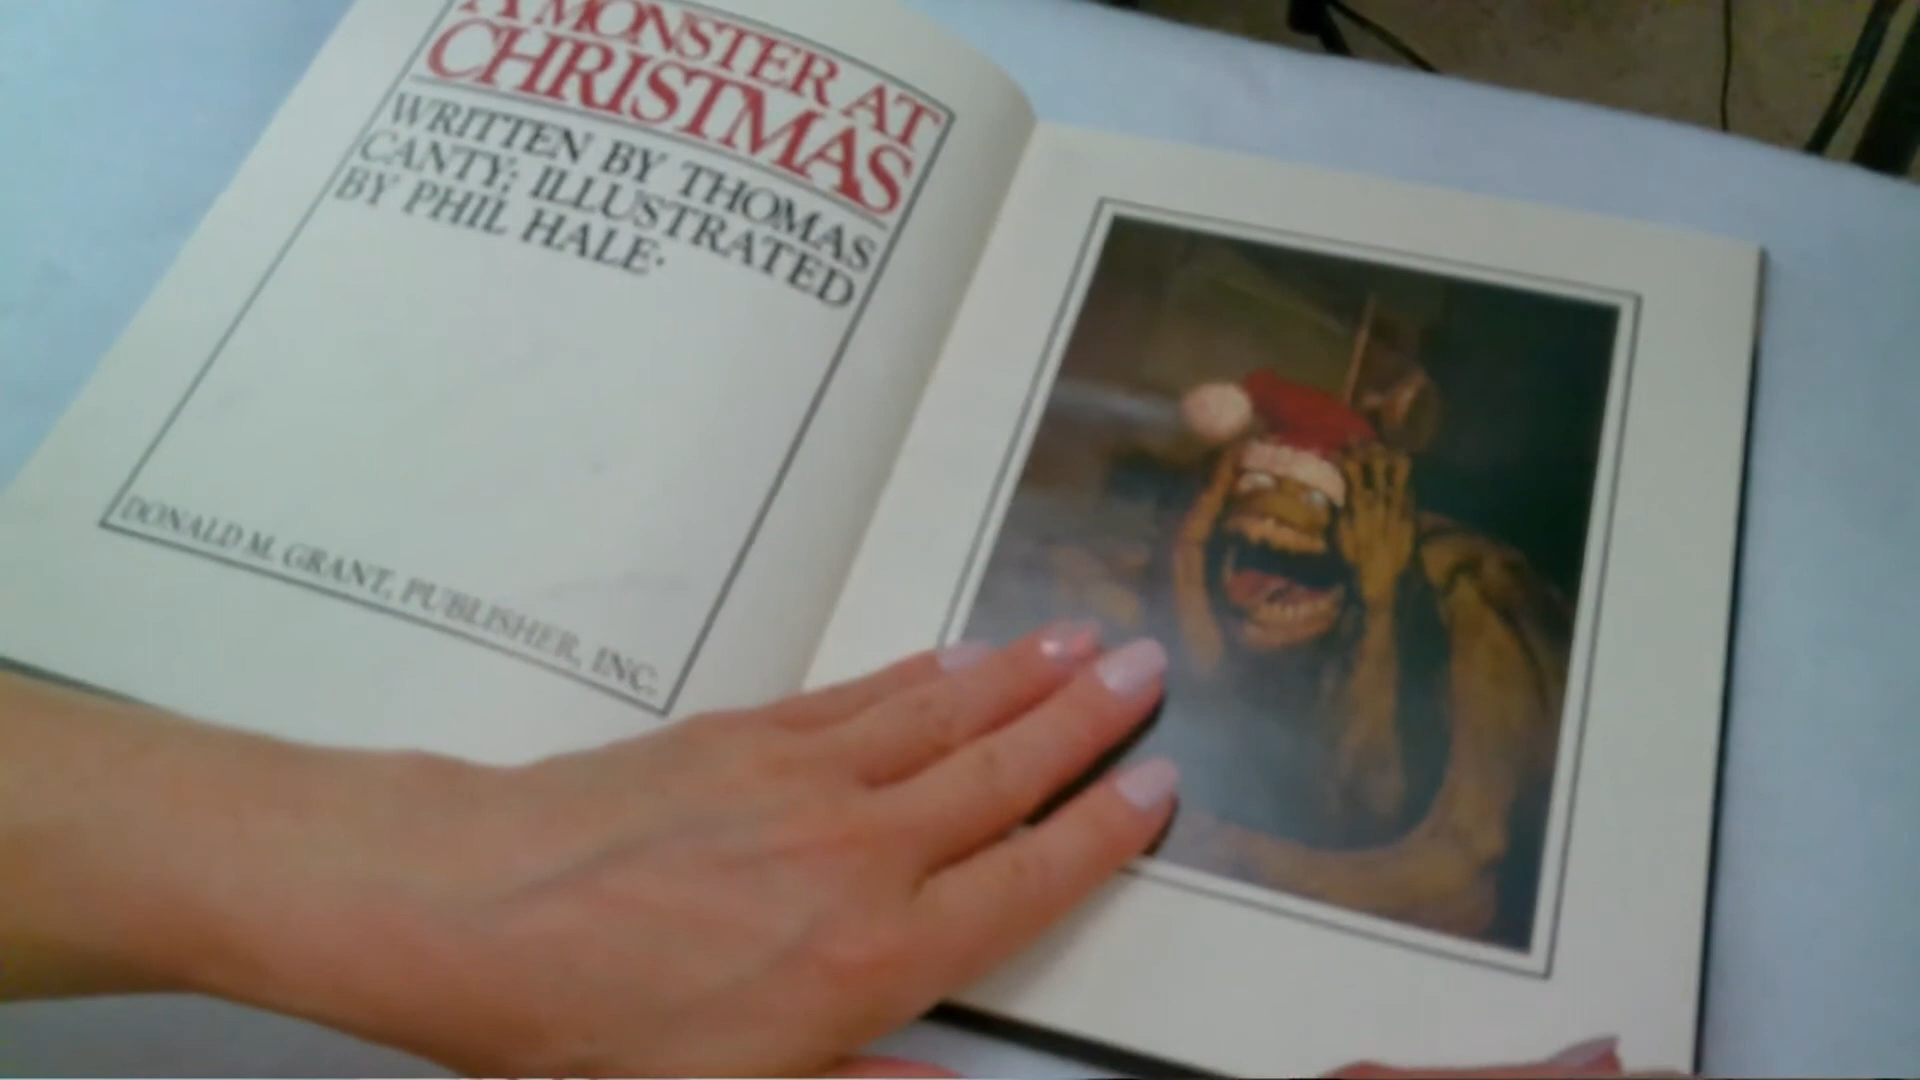 A MONSTER AT
CHRISTMAS
WRITTEN BY THOMAS
CANTY; ILLUSTRATED
BY PHIL HALE·
DONALD M. GRANT, PUBLISHER, INC.